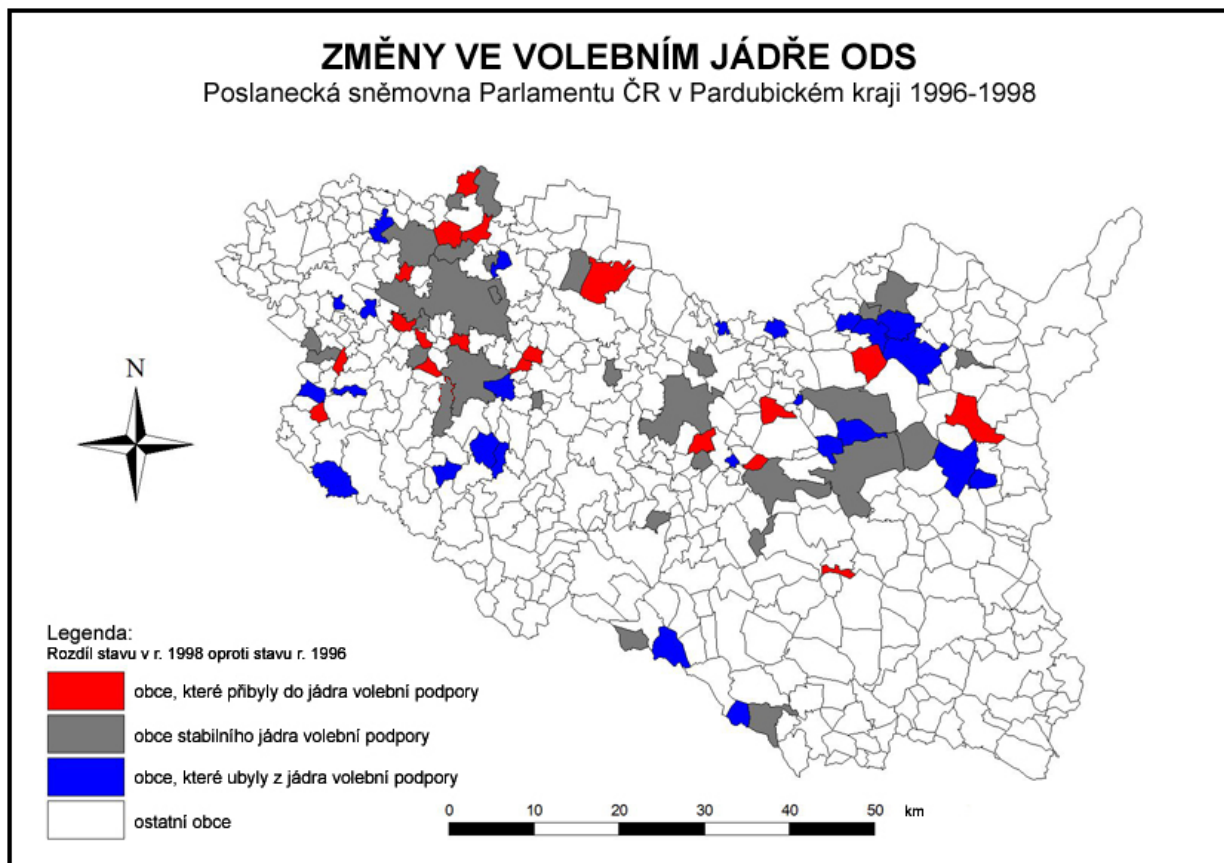 ZMĚNY VE VOLEBNÍM JÁDŘE ODS
Poslanecká sněmovna Parlamentu ČR v Pardubickém kraji 1996-1998
N
Legenda:
Rozdíl stavu v r. 1998 oproti stavu r. 1996
obce, které přibyly do jádra volební podpory
obce stabilního jádra volební podpory
obce, které ubyly z jádra volební podpory
ostatní obce
0 10 20 30 40 50 km